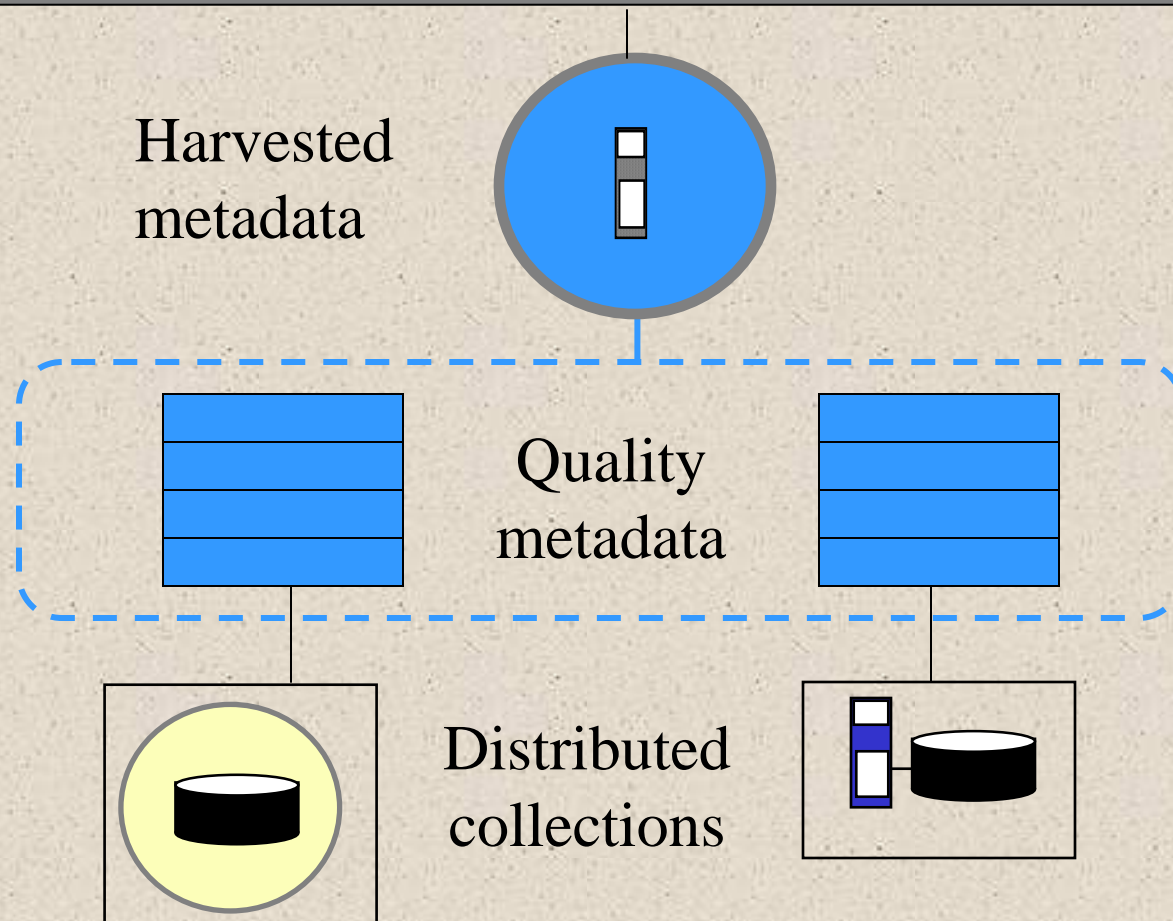 Harvested
metadata
Quality
metadata
Distributed
collections